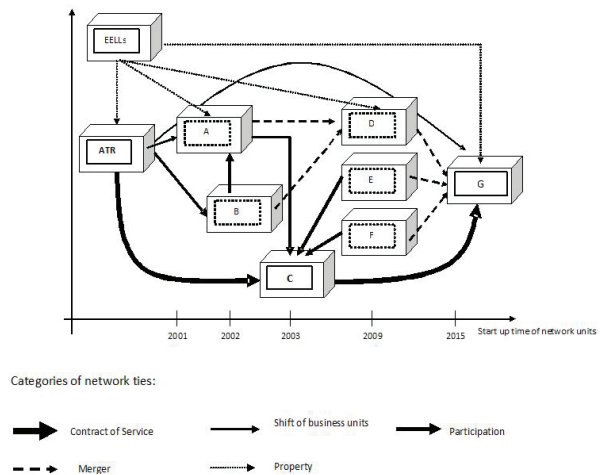 EELLs
A
D
ATR
E
G
B
F
C
2001
2002
2003
2009
2015
Start up time of network units
Categories of network ties:
Contract of Service
Shift of business units
Participation
Merger
Property